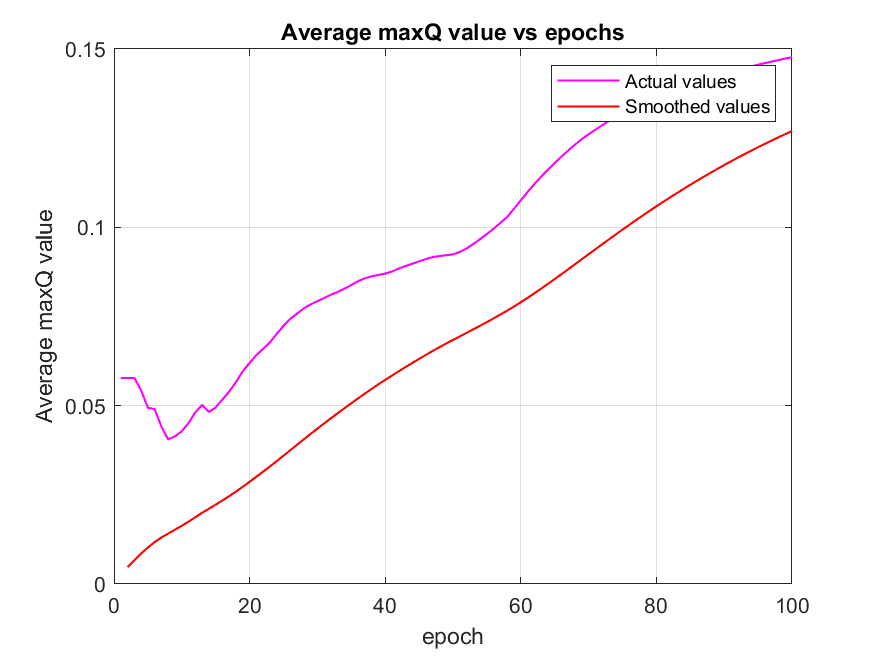 Average maxQ value vs epochs
0.15
Actual values
Smoothed values
0.1
Average maxQ value
0.05
0
0 20 40 60 80 100
epoch